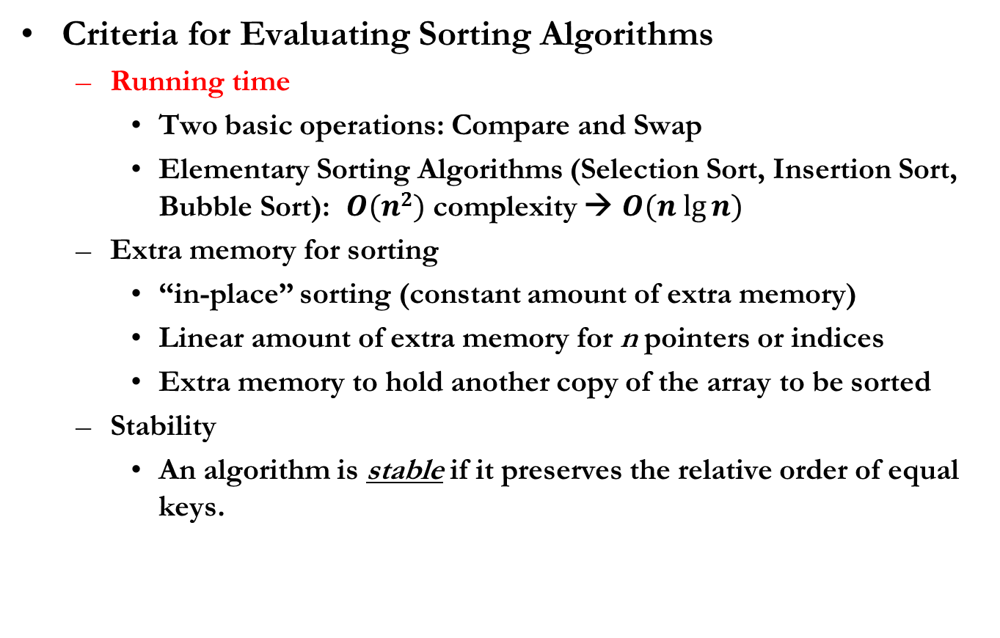 • Criteria for Evaluating Sorting Algorithms
– Running time
• Two basic operations: Compare and Swap
• Elementary Sorting Algorithms (Selection Sort, Insertion Sort,
Bubble Sort): O(n²) complexity → O(n lg n)
– Extra memory for sorting
• “in-place” sorting (constant amount of extra memory)
• Linear amount of extra memory for n pointers or indices
• Extra memory to hold another copy of the array to be sorted
– Stability
• An algorithm is stable if it preserves the relative order of equal
keys.